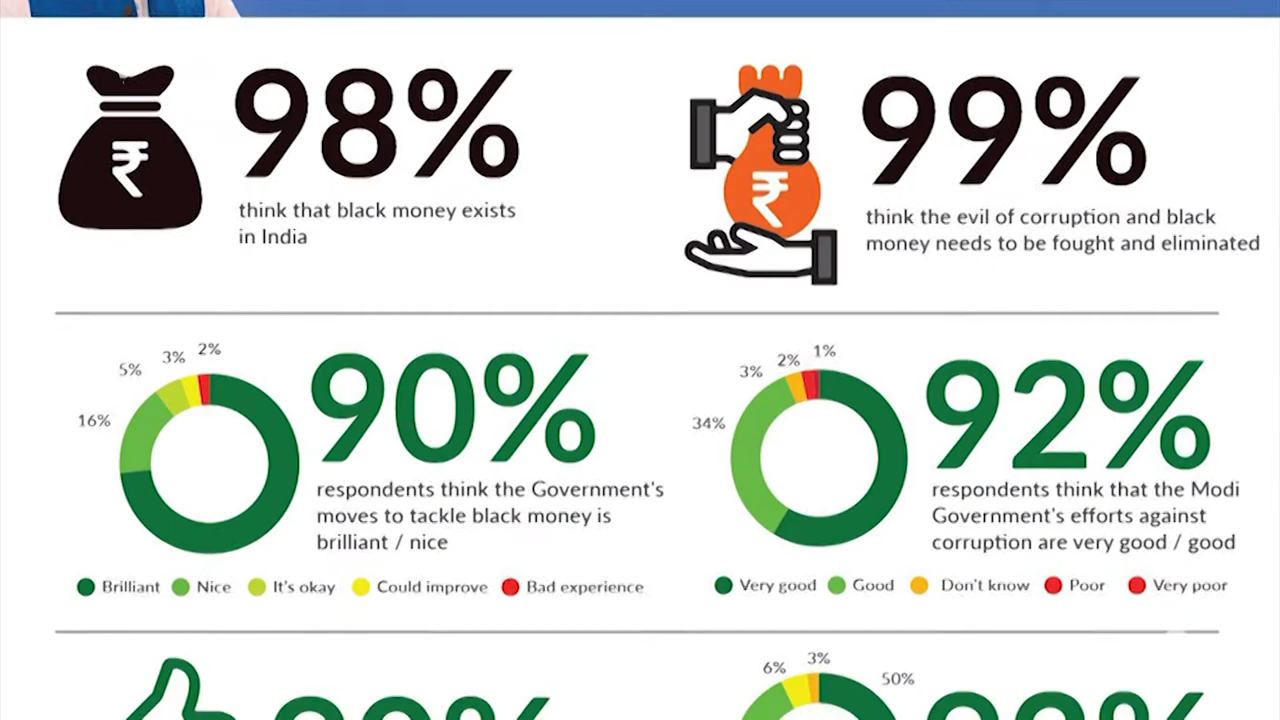 98%
think that black money exists
in India
99%
think the evil of corruption and black
money needs to be fought and eliminated
5%
3%
2%
16%
90%
respondents think the Government's
moves to tackle black money is
brilliant / nice
Brilliant
Nice
It's okay
Could improve
Bad experience
3%
2%
1%
34%
92%
respondents think that the Modi
Government's efforts against
corruption are very good / good
Very good
Good
Don't know
Poor
Very poor
6%
3%
50%